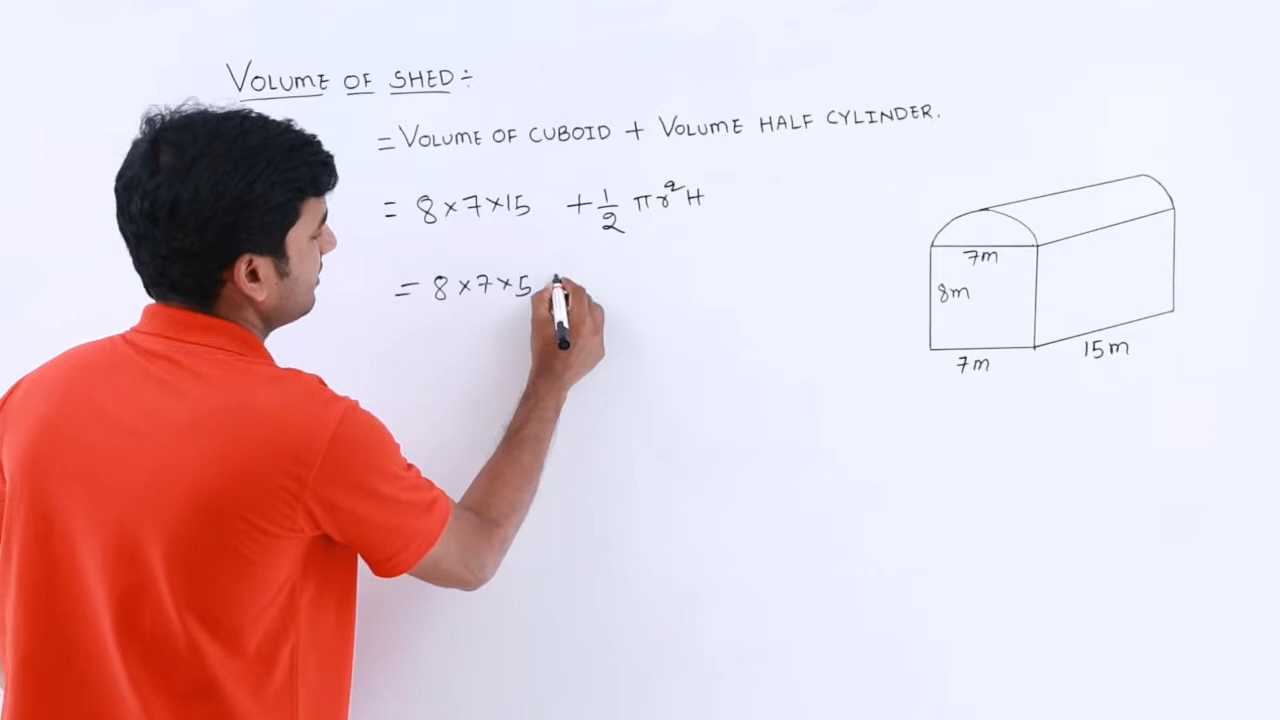 VOLUME OF SHED ÷
= VOLUME OF CUBOID + VOLUME HALF CYLINDER.
= 8 × 7 × 15 + 1/2 πr²H
= 8 × 7 × 5
7m
8m
7m
15m